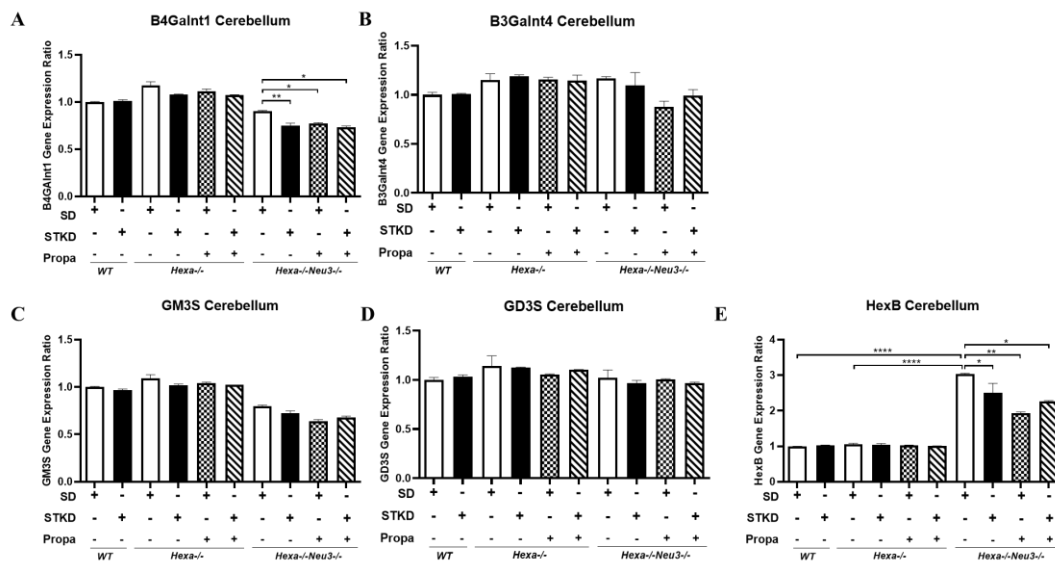 A
B4Galnt1 Cerebellum
B4GAlnt1 Gene Expression Ratio
1.5
1.0
0.5
0.0
*
*
**
SD + - + - + - + - + -
STKD - + - + - + - + - +
Propa - - - - + + - - + +
WT Hexa-/- Hexa-/-Neu3-/-
B
B3Galnt4 Cerebellum
B3Galnt4 Gene Expression Ratio
1.5
1.0
0.5
0.0
SD + - + - + - + - + -
STKD - + - + - + - + - +
Propa - - - - + + - - + +
WT Hexa-/- Hexa-/-Neu3-/-
C
GM3S Cerebellum
GM3S Gene Expression Ratio
1.5
1.0
0.5
0.0
SD + - + - + - + - + -
STKD - + - + - + - + - +
Propa - - - - + + - - + +
WT Hexa-/- Hexa-/-Neu3-/-
D
GD3S Cerebellum
GD3S Gene Expression Ratio
1.5
1.0
0.5
0.0
SD + - + - + - + - + -
STKD - + - + - + - + - +
Propa - - - - + + - - + +
WT Hexa-/- Hexa-/-Neu3-/-
E
HexB Cerebellum
HexB Gene Expression Ratio
4
3
2
1
0
****
****
*
**
*
SD + - + - + - + - + -
STKD - + - + - + - + - +
Propa - - - - + + - - + +
WT Hexa-/- Hexa-/-Neu3-/-